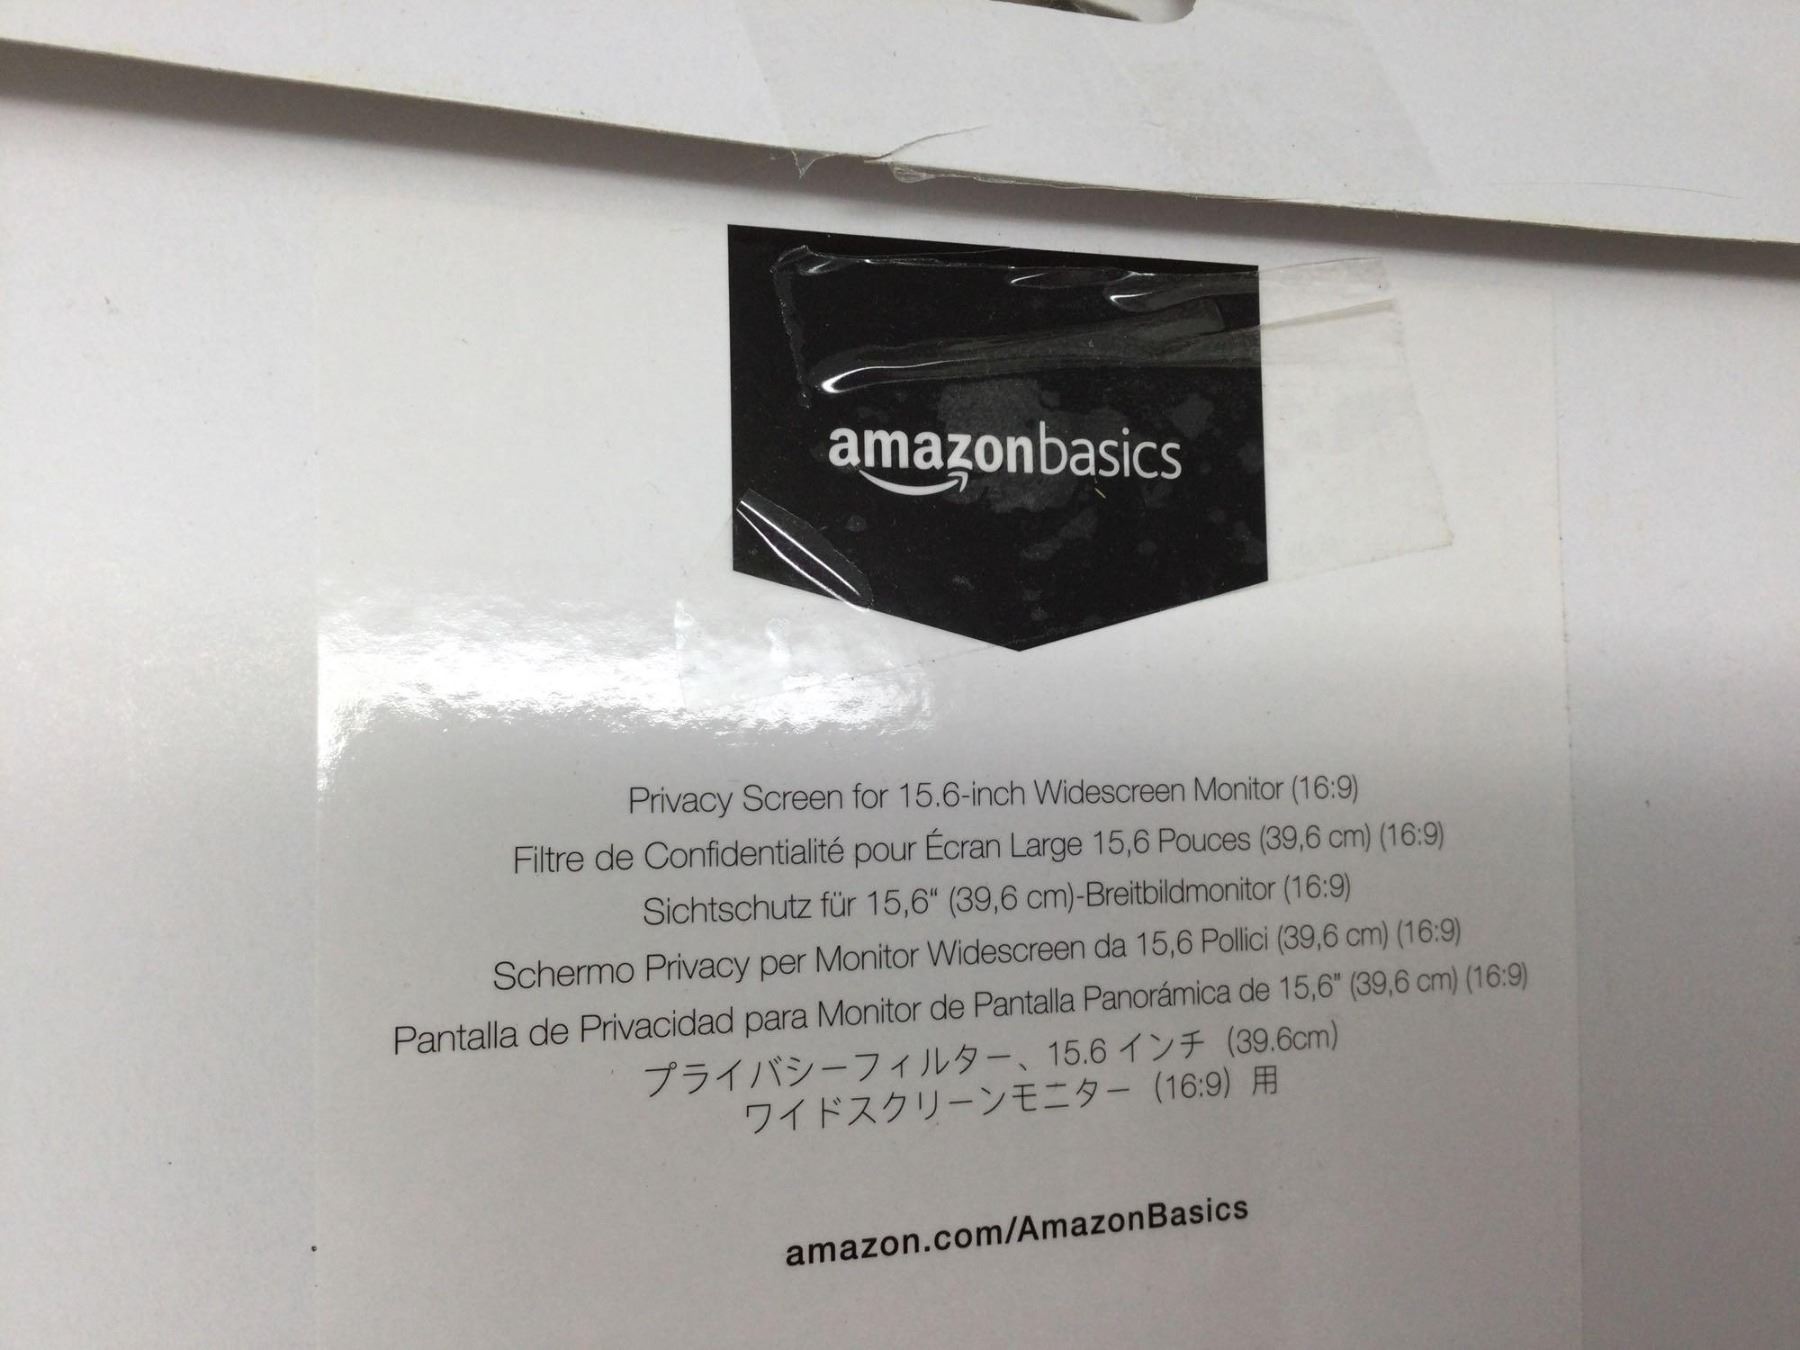 amazonbasics
Privacy Screen for 15.6-inch Widescreen Monitor (16:9)
Filtre de Confidentialité pour Écran Large 15,6 Pouces (39,6 cm) (16:9)
Sichtschutz für 15,6“ (39,6 cm)-Breitbildmonitor (16:9)
Schermo Privacy per Monitor Widescreen da 15,6 Pollici (39,6 cm) (16:9)
Pantalla de Privacidad para Monitor de Pantalla Panorámica de 15,6" (39,6 cm) (16:9)
プライバシーフィルター、15.6 インチ (39.6cm)
ワイドスクリーンモニター (16:9) 用
amazon.com/AmazonBasics